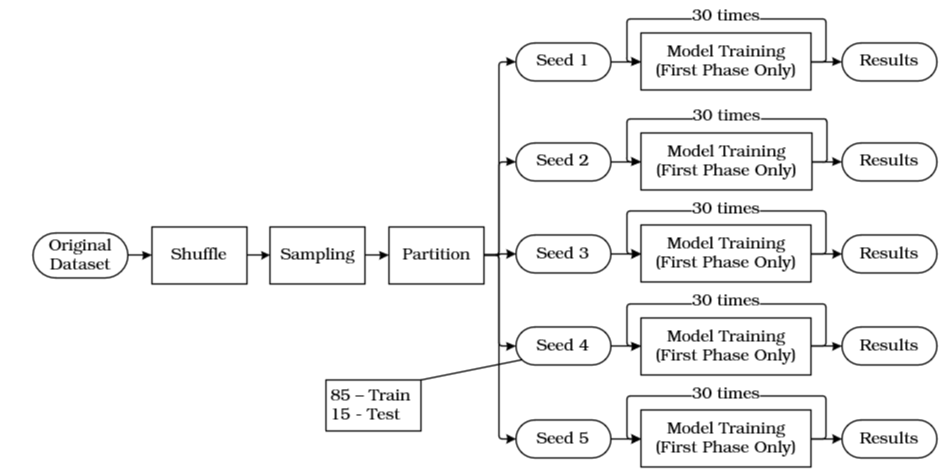 Original
Dataset
Shuffle
Sampling
Partition
Seed 1
30 times
Model Training
(First Phase Only)
Results
Seed 2
30 times
Model Training
(First Phase Only)
Results
Seed 3
30 times
Model Training
(First Phase Only)
Results
Seed 4
30 times
Model Training
(First Phase Only)
Results
85 – Train
15 - Test
Seed 5
30 times
Model Training
(First Phase Only)
Results